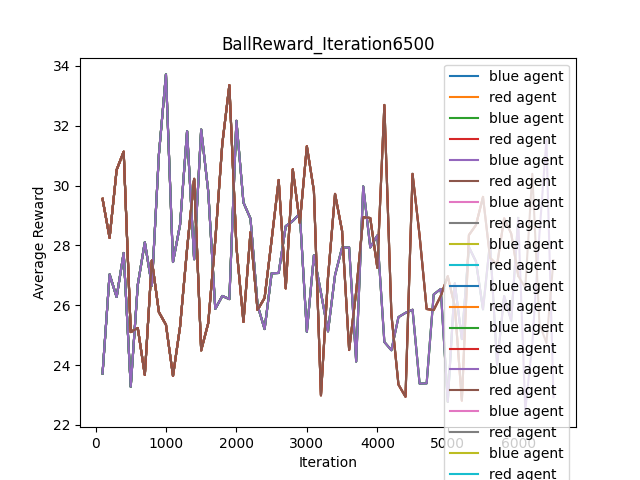 BallReward_Iteration6500
34
32
30
28
26
24
22
Average Reward
0 1000 2000 3000 4000 5000 6000
Iteration
blue agent
red agent
blue agent
red agent
blue agent
red agent
blue agent
red agent
blue agent
red agent
blue agent
red agent
blue agent
red agent
blue agent
red agent
blue agent
red agent
blue agent
red agent